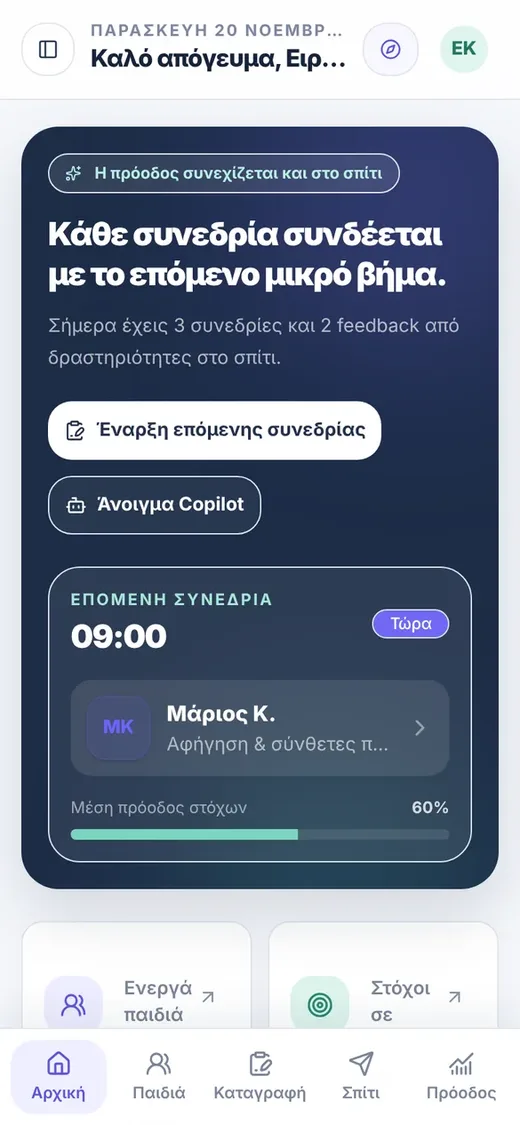 ΠΑΡΑΣΚΕΥΗ 20 ΝΟΕΜΒΡ...
Καλό απόγευμα, Ειρ...
ΕΚ
Η πρόοδος συνεχίζεται και στο σπίτι
Κάθε συνεδρία συνδέεται
με το επόμενο μικρό βήμα.
Σήμερα έχεις 3 συνεδρίες και 2 feedback από
δραστηριότητες στο σπίτι.
Έναρξη επόμενης συνεδρίας
Άνοιγμα Copilot
ΕΠΟΜΕΝΗ ΣΥΝΕΔΡΙΑ
09:00
Τώρα
ΜΚ
Μάριος Κ.
Αφήγηση & σύνθετες π...
Μέση πρόοδος στόχων
60%
Ενεργά
παιδιά
Στόχοι
σε
Αρχική
Παιδιά
Καταγραφή
Σπίτι
Πρόοδος